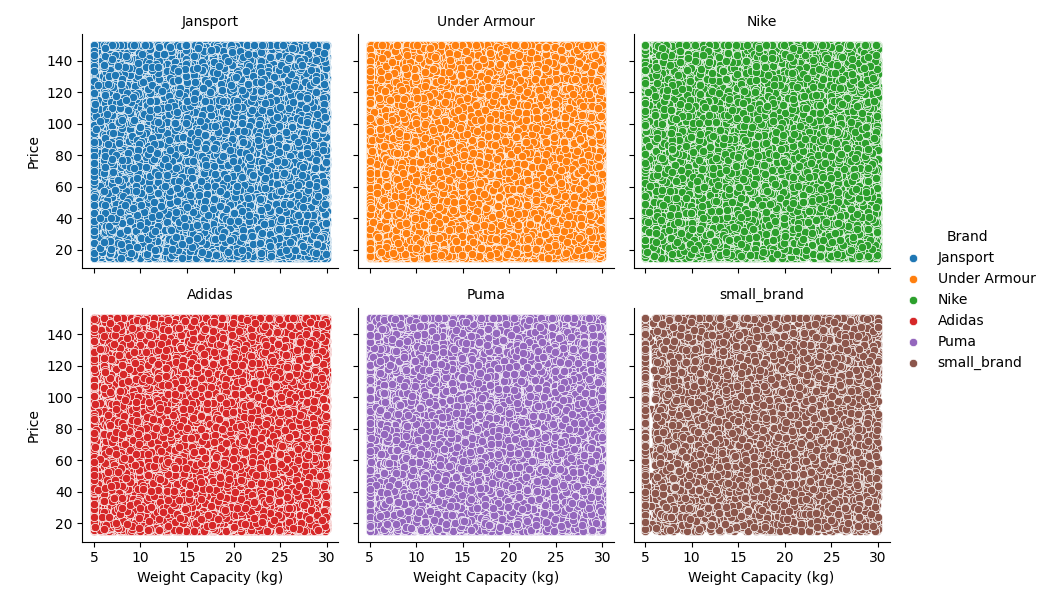 Jansport
Under Armour
Nike
Price
140
120
100
80
60
40
20
Adidas
Puma
small_brand
Price
140
120
100
80
60
40
20
5 10 15 20 25 30
5 10 15 20 25 30
5 10 15 20 25 30
Weight Capacity (kg)
Weight Capacity (kg)
Weight Capacity (kg)
Brand
Jansport
Under Armour
Nike
Adidas
Puma
small_brand